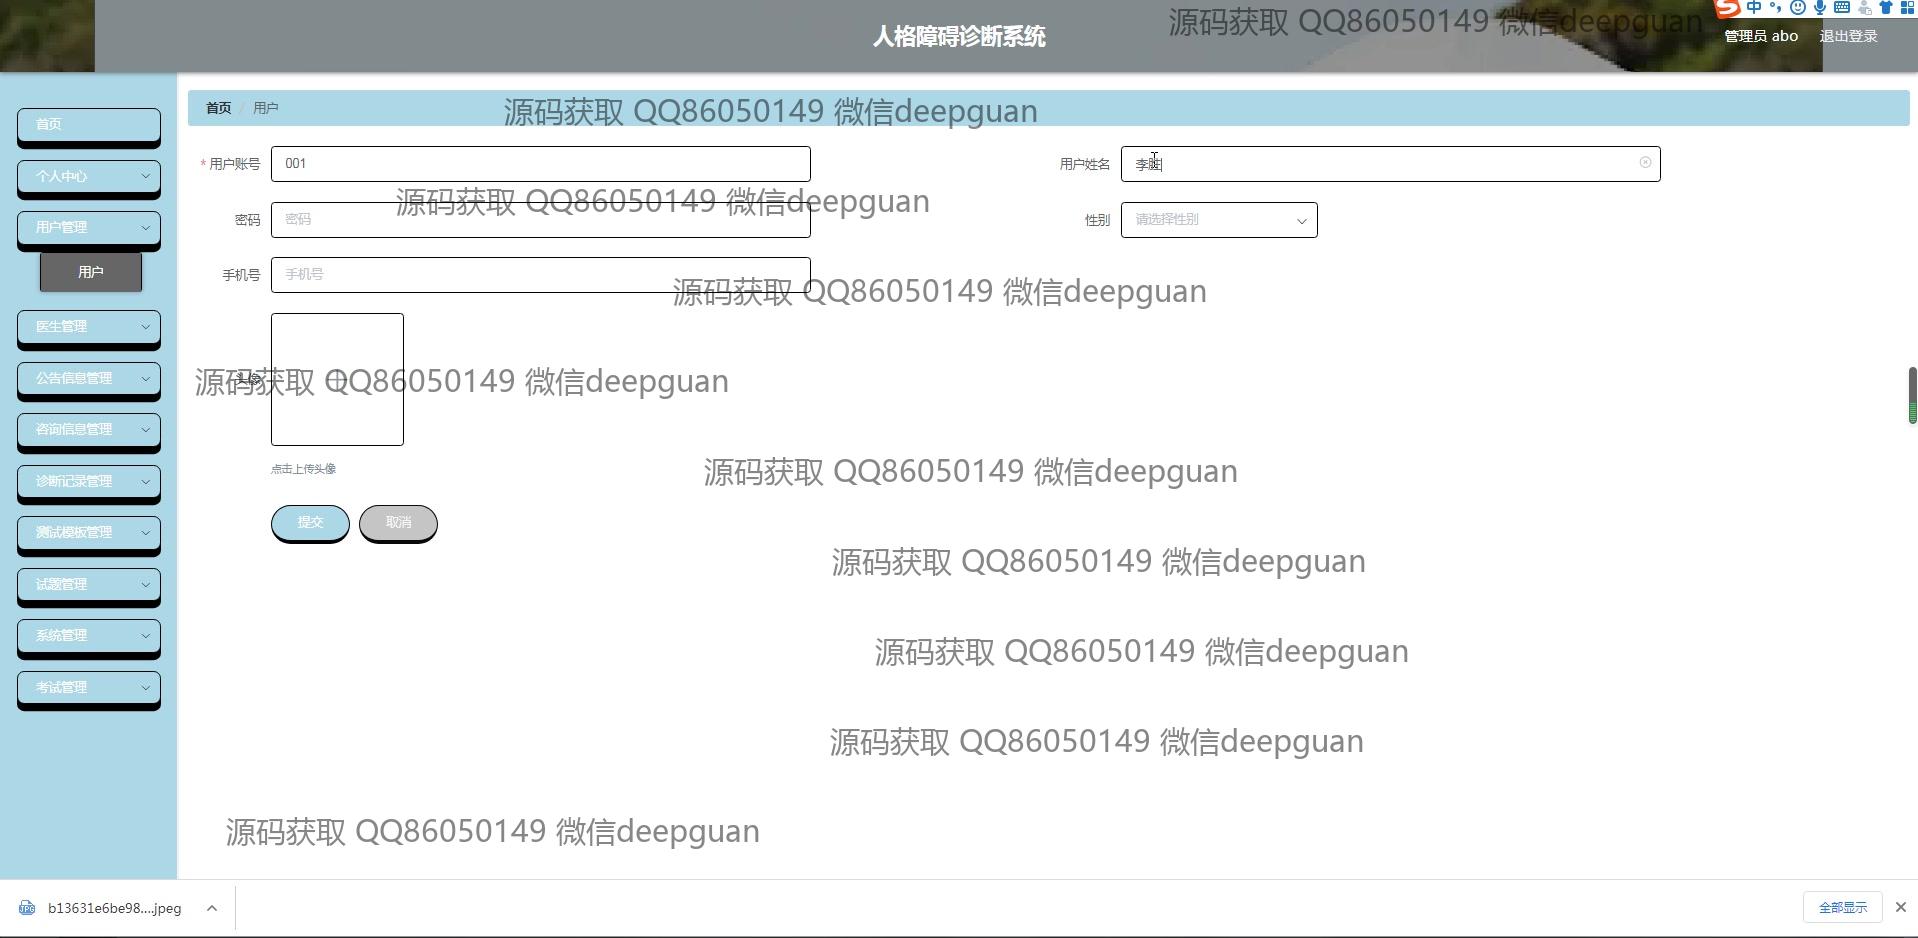 人格障碍诊断系统
源码获取 QQ86050149 微信deepguan
中
管理员 abo
退出登录
首页
个人中心
用户管理
用户
医生管理
公告信息管理
咨询信息管理
诊断记录管理
测试模板管理
试题管理
系统管理
考试管理
首页 / 用户
源码获取 QQ86050149 微信deepguan
* 用户账号 001
用户姓名
源码获取 QQ86050149 微信deepguan
密码 密码
性别 请选择性别
手机号 手机号
源码获取 QQ86050149 微信deepguan
头像
源码获取 QQ86050149 微信deepguan
点击上传头像
源码获取 QQ86050149 微信deepguan
提交 取消
源码获取 QQ86050149 微信deepguan
源码获取 QQ86050149 微信deepguan
源码获取 QQ86050149 微信deepguan
源码获取 QQ86050149 微信deepguan
b13631e6be98....jpeg
全部显示